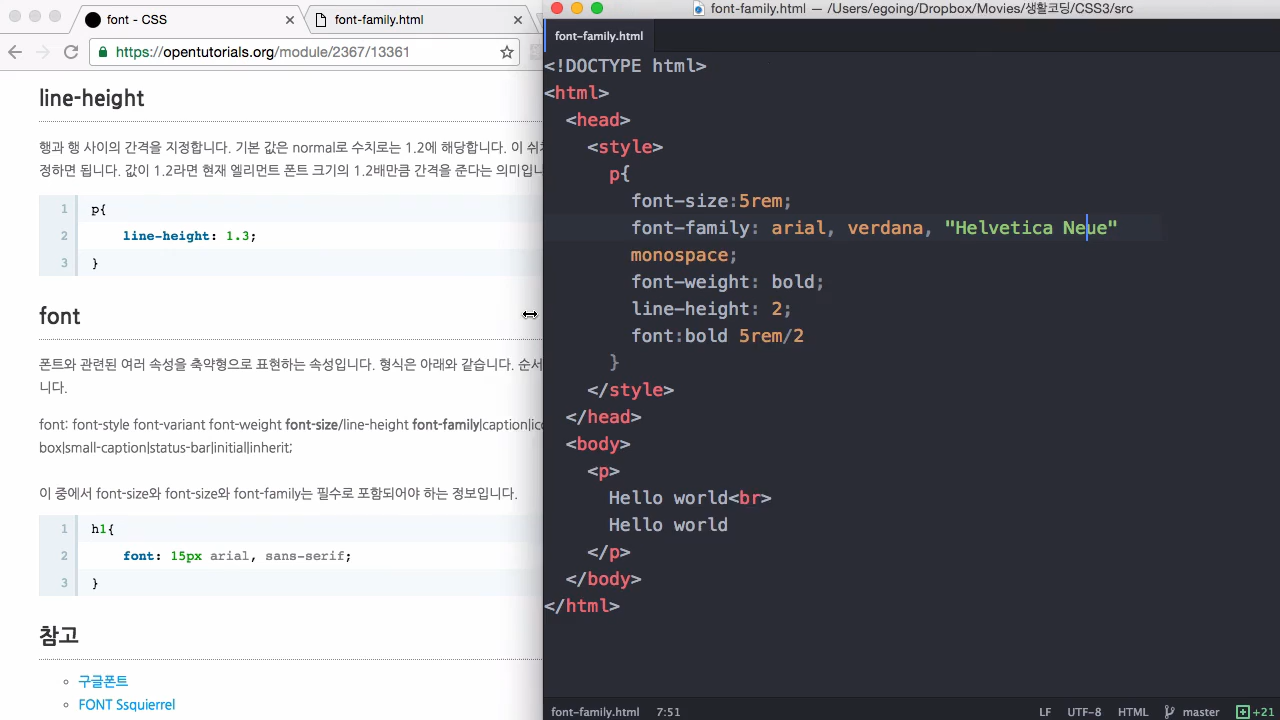 font - CSS
font-family.html
https://opentutorials.org/module/2367/13361
line-height
행과 행 사이의 간격을 지정합니다. 기본 값은 normal로 수치로는 1.2에 해당합니다. 이 쉬
정하면 됩니다. 값이 1.2라면 현재 엘리먼트 폰트 크기의 1.2배만큼 간격을 준다는 의미입니
1 p{
2 line-height: 1.3;
3 }
font
폰트와 관련된 여러 속성을 축약형으로 표현하는 속성입니다. 형식은 아래와 같습니다. 순서
니다.
font: font-style font-variant font-weight font-size/line-height font-family|caption|ico
box|small-caption|status-bar|initial|inherit;
이 중에서 font-size와 font-size와 font-family는 필수로 포함되어야 하는 정보입니다.
1 h1{
2 font: 15px arial, sans-serif;
3 }
참고
구글폰트
FONT Ssquierrel
font-family.html — /Users/egoing/Dropbox/Movies/생활코딩/CSS3/src
font-family.html
<!DOCTYPE html>
<html>
<head>
<style>
p{
font-size:5rem;
font-family: arial, verdana, "Helvetica Neue"
monospace;
font-weight: bold;
line-height: 2;
font:bold 5rem/2
}
</style>
</head>
<body>
<p>
Hello world<br>
Hello world
</p>
</body>
</html>
font-family.html 7:51 LF UTF-8 HTML master +21